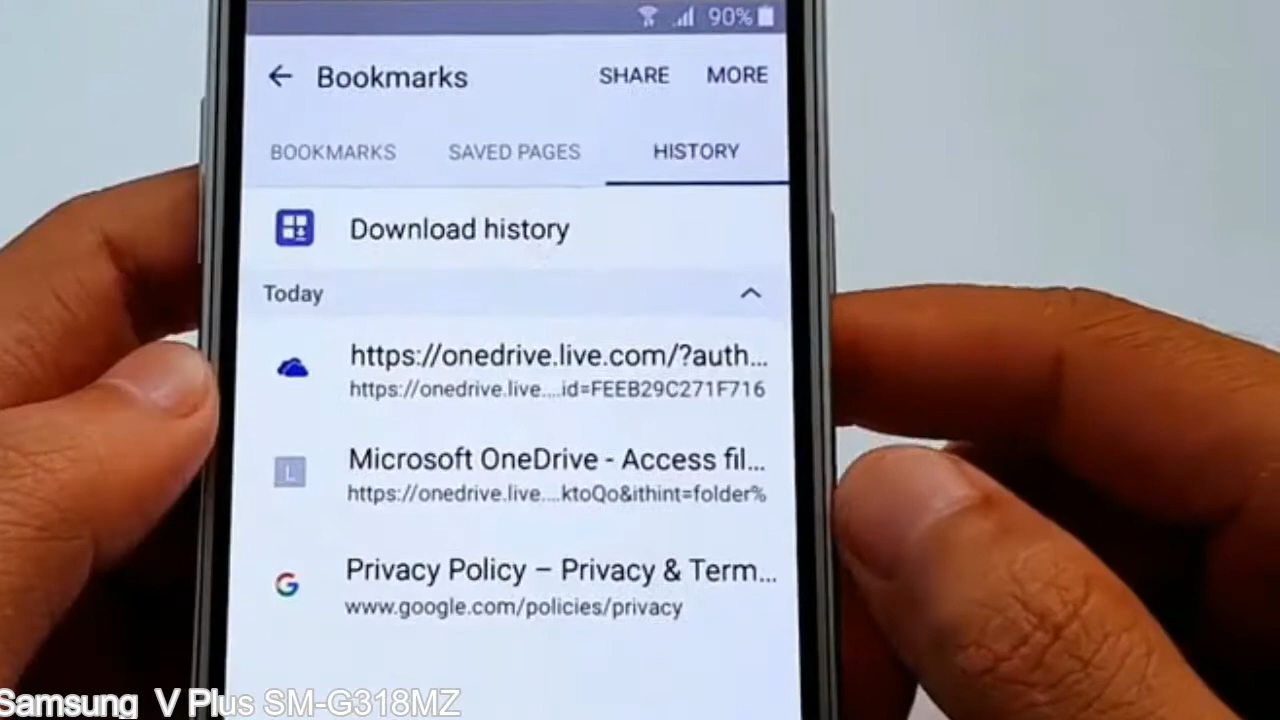 90%
Bookmarks SHARE MORE
BOOKMARKS SAVED PAGES HISTORY
Download history
Today
https://onedrive.live.com/?auth...
https://onedrive.live....id=FEEB29C271F716
L
Microsoft OneDrive - Access fil...
https://onedrive.live....ktoQo&ithint=folder%
G
Privacy Policy – Privacy & Term...
www.google.com/policies/privacy
Samsung V Plus SM-G318MZ